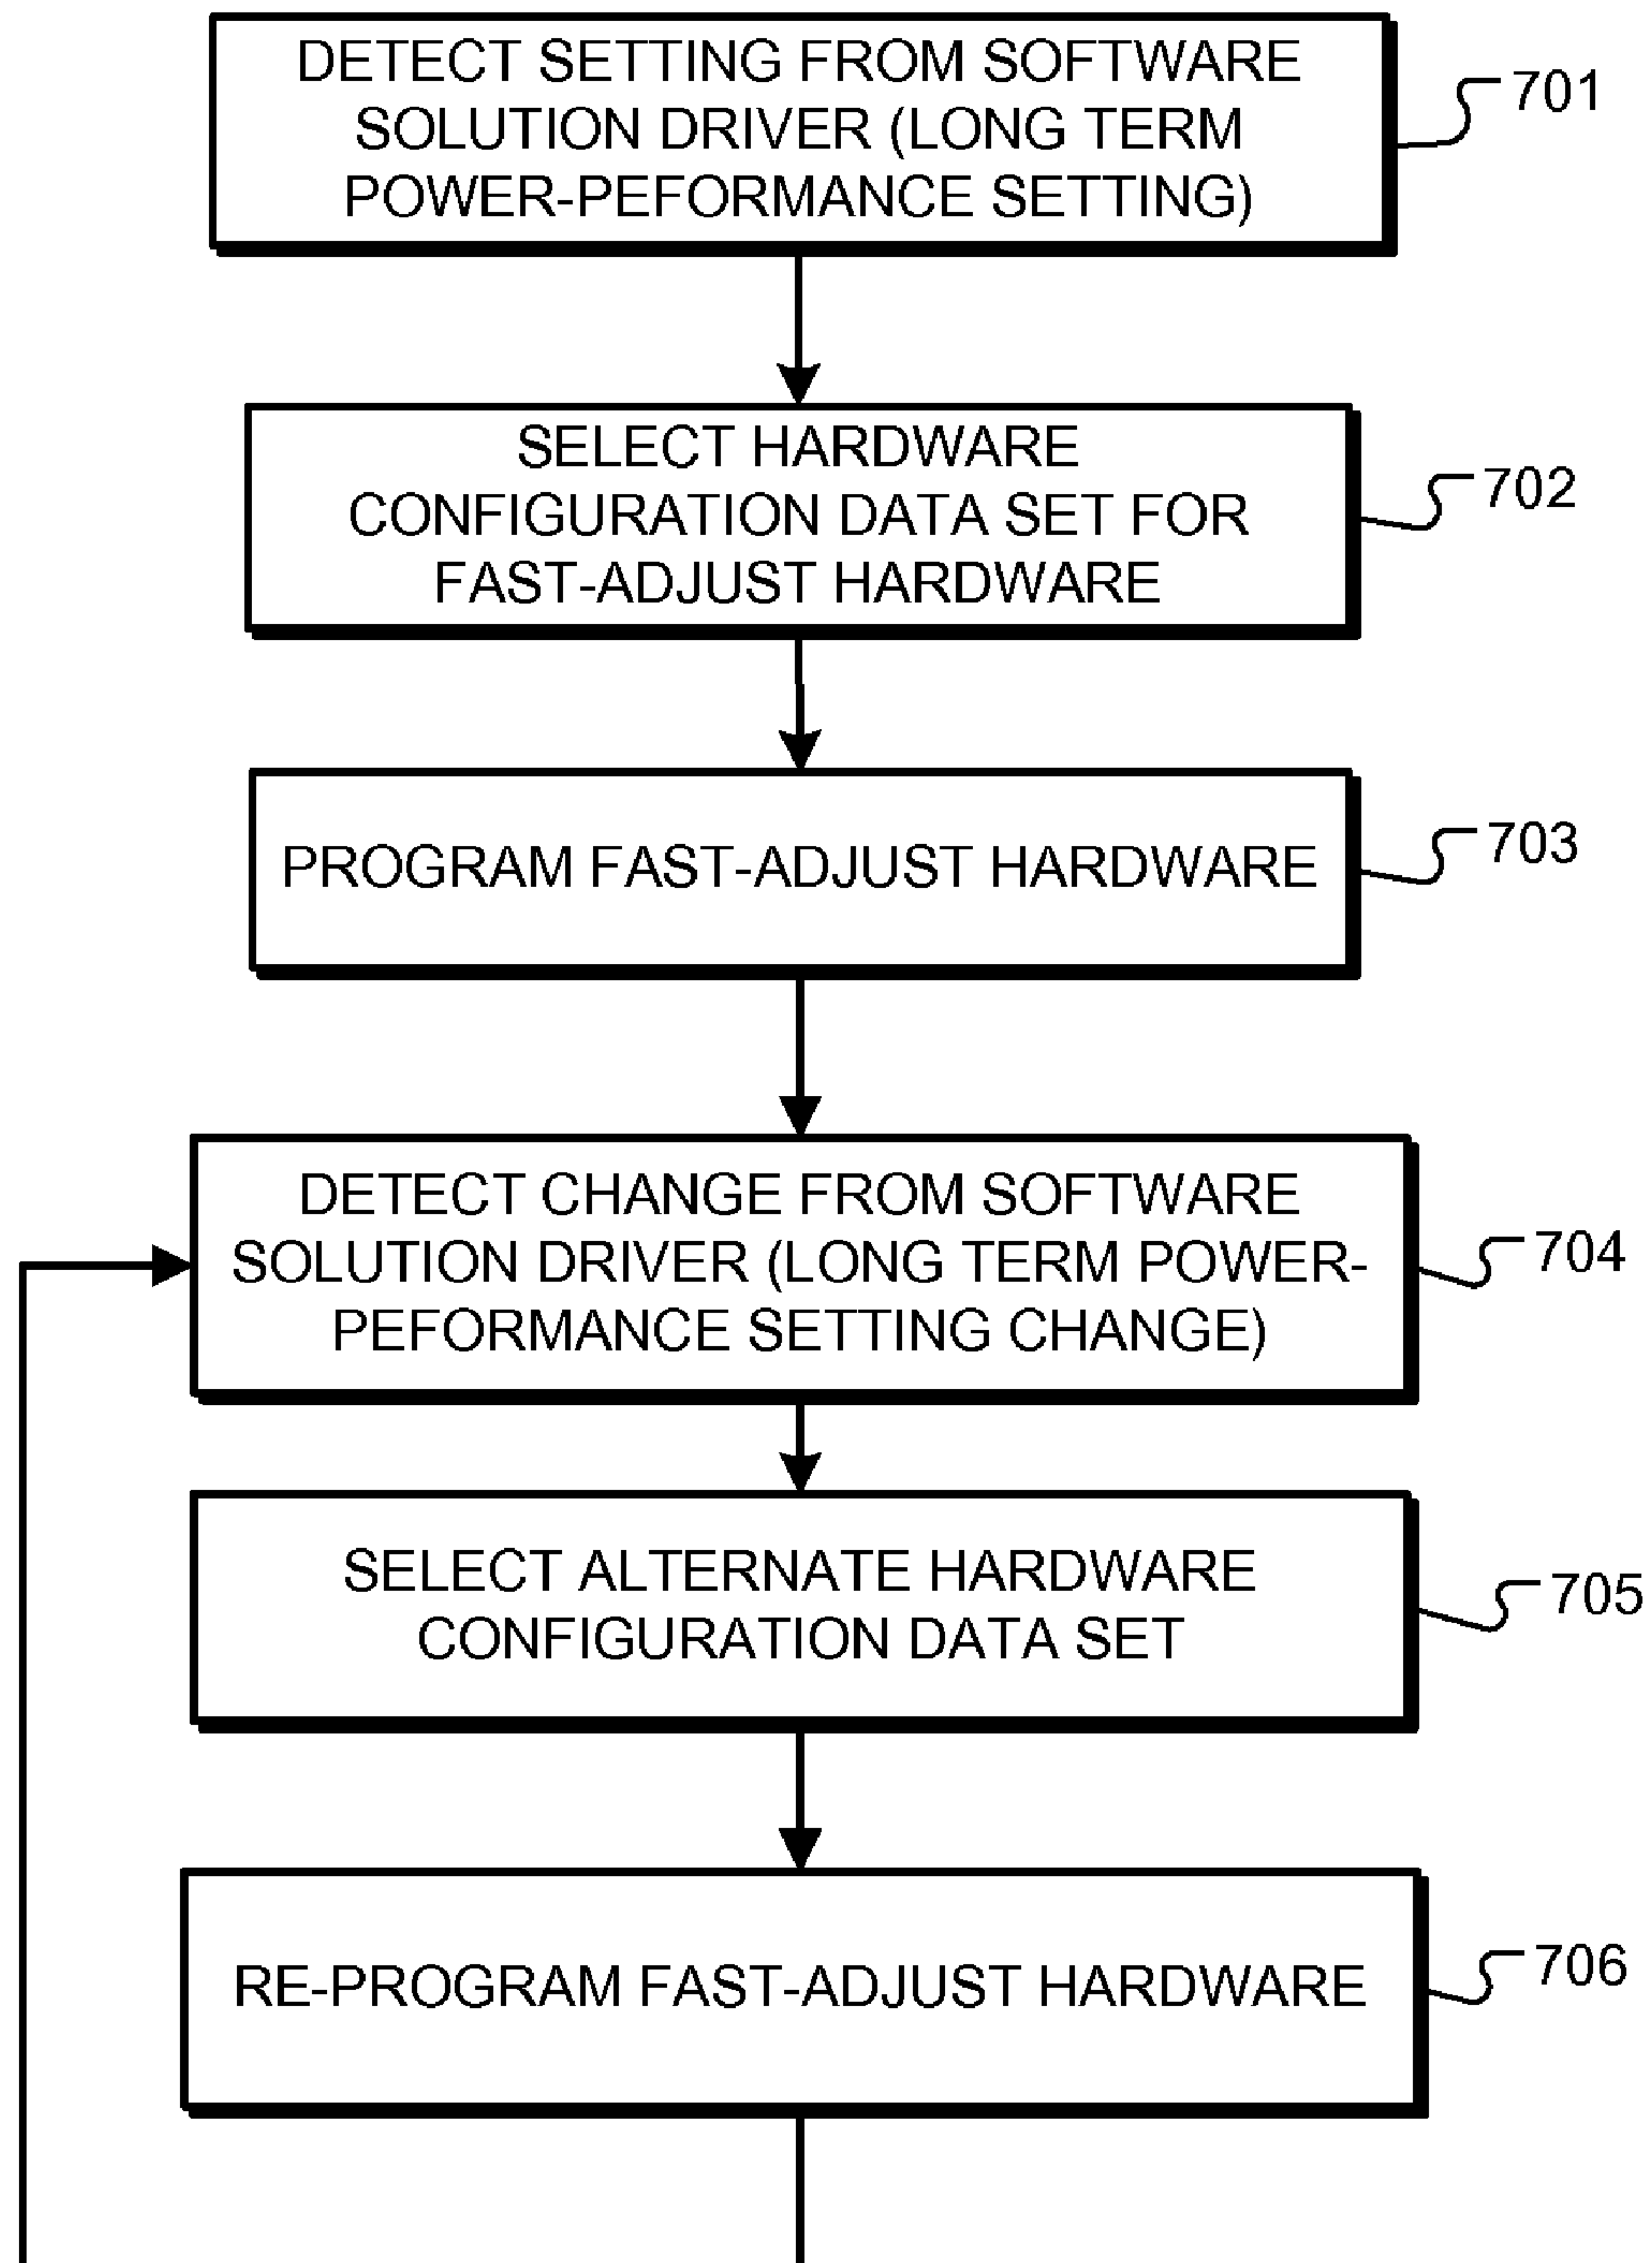 DETECT SETTING FROM SOFTWARE
SOLUTION DRIVER (LONG TERM
POWER-PEFORMANCE SETTING)
701
SELECT HARDWARE
CONFIGURATION DATA SET FOR
FAST-ADJUST HARDWARE
702
PROGRAM FAST-ADJUST HARDWARE
703
DETECT CHANGE FROM SOFTWARE
SOLUTION DRIVER (LONG TERM POWER-
PEFORMANCE SETTING CHANGE)
704
SELECT ALTERNATE HARDWARE
CONFIGURATION DATA SET
705
RE-PROGRAM FAST-ADJUST HARDWARE
706